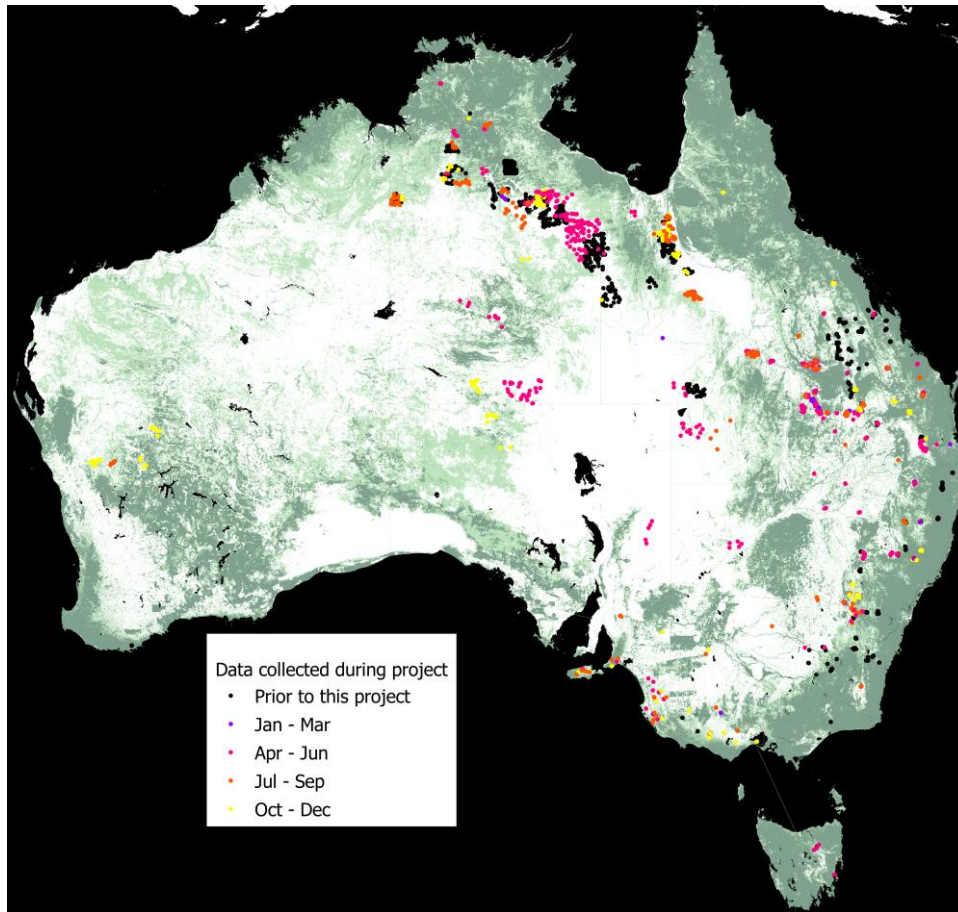 Data collected during project
Prior to this project
Jan - Mar
Apr - Jun
Jul - Sep
Oct - Dec